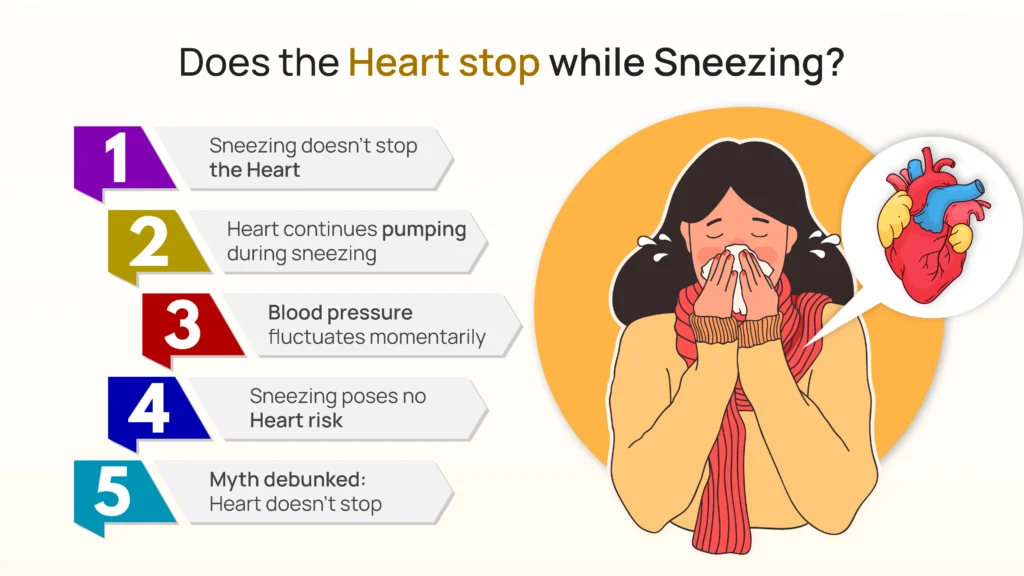 Does the Heart stop while Sneezing?
1
Sneezing doesn't stop
the Heart
2
Heart continues pumping
during sneezing
3
Blood pressure
fluctuates momentarily
4
Sneezing poses no
Heart risk
5
Myth debunked:
Heart doesn't stop